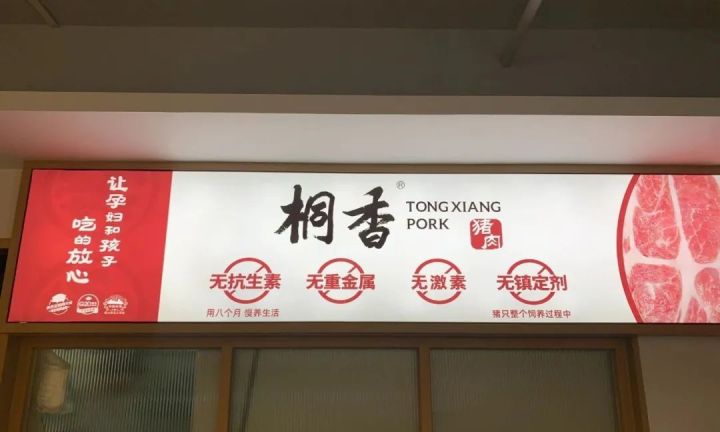 让孕妇和孩子
吃的放心
桐香®
TONG XIANG
PORK
猪肉
无抗生素
无重金属
无激素
无镇定剂
用八个月 慢养生活
猪只整个饲养过程中